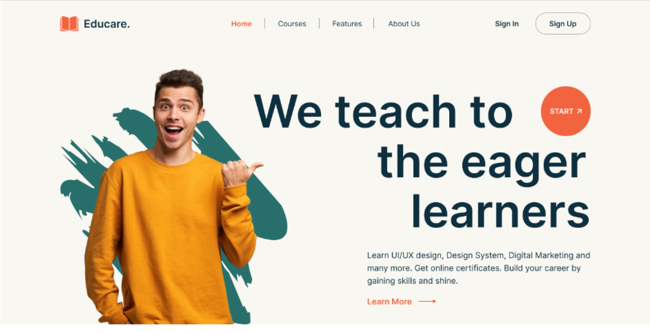 Educare.
Home
Courses
Features
About Us
Sign In
Sign Up
We teach to
START
the eager
learners
Learn UI/UX design, Design System, Digital Marketing and
many more. Get online certificates. Build your career by
gaining skills and shine.
Learn More